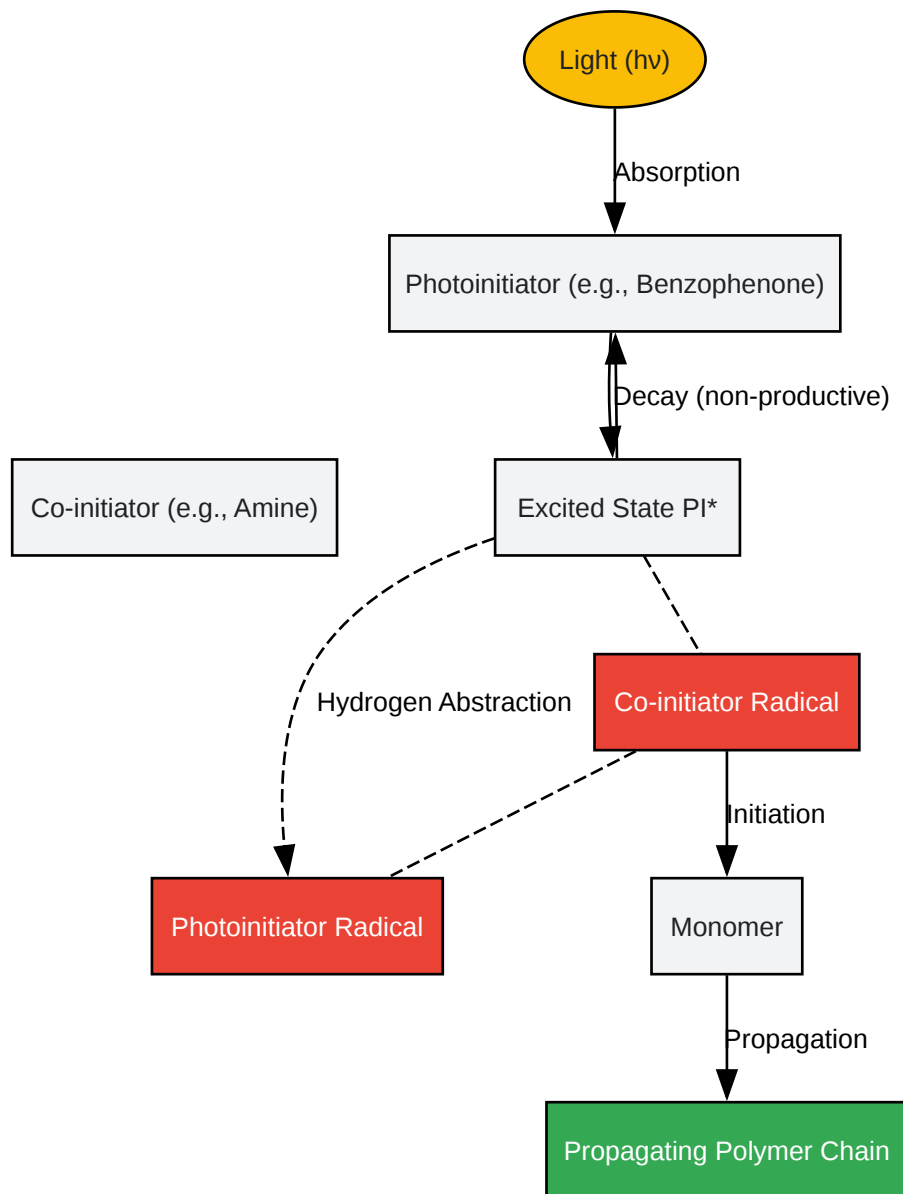 Light (hν)
Absorption
Photoinitiator (e.g., Benzophenone)
Decay (non-productive)
Co-initiator (e.g., Amine)
Excited State PI*
Co-initiator Radical
Hydrogen Abstraction
Initiation
Photoinitiator Radical
Monomer
Propagation
Propagating Polymer Chain